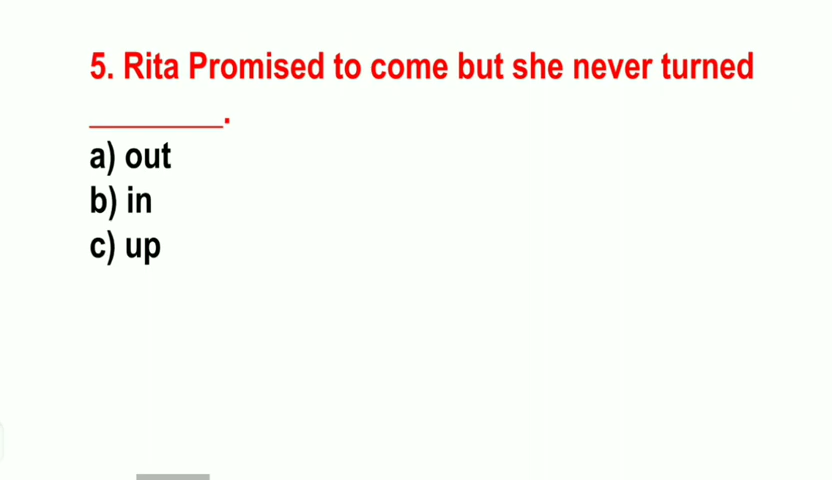 5. Rita Promised to come but she never turned
________.
a) out
b) in
c) up